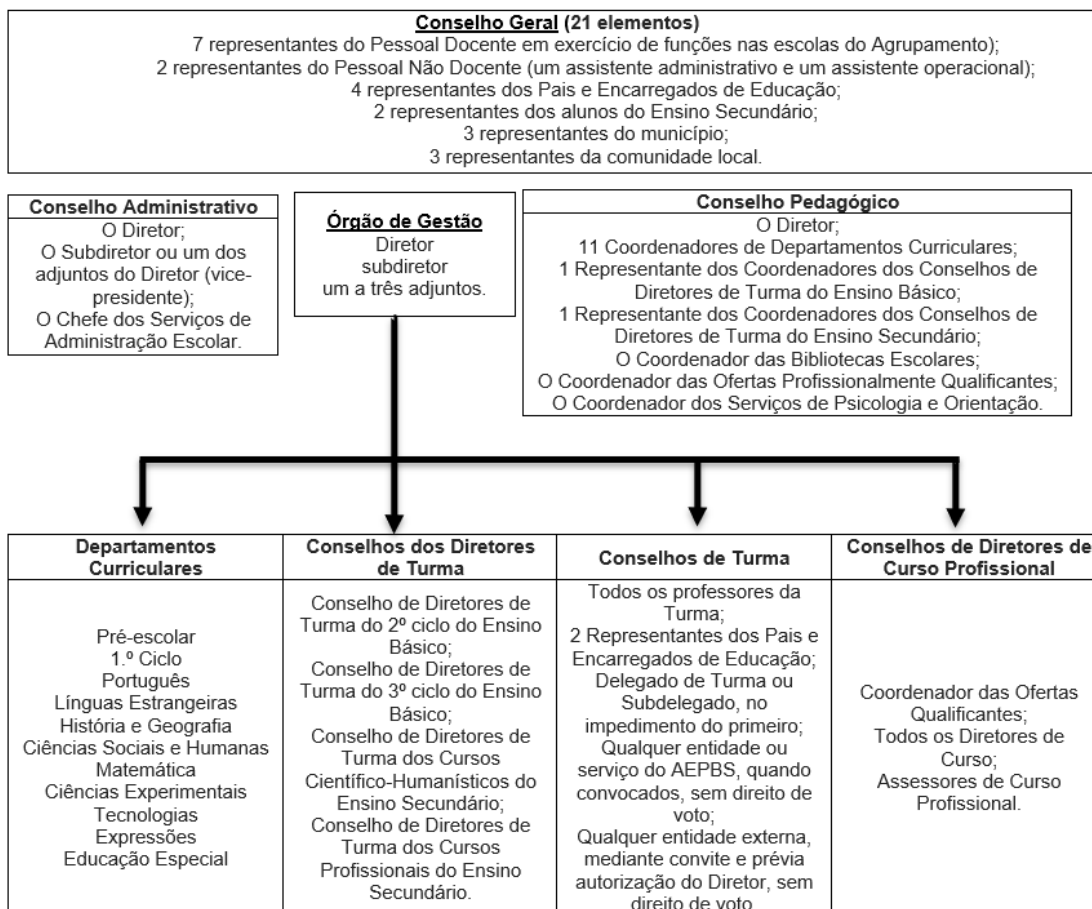 Conselho Geral (21 elementos)
7 representantes do Pessoal Docente em exercício de funções nas escolas do Agrupamento);
2 representantes do Pessoal Não Docente (um assistente administrativo e um assistente operacional);
4 representantes dos Pais e Encarregados de Educação;
2 representantes dos alunos do Ensino Secundário;
3 representantes do município;
3 representantes da comunidade local.
Conselho Administrativo
O Diretor;
O Subdiretor ou um dos
adjuntos do Diretor (vice-
presidente);
O Chefe dos Serviços de
Administração Escolar.
Órgão de Gestão
Diretor
subdiretor
um a três adjuntos.
Conselho Pedagógico
O Diretor;
11 Coordenadores de Departamentos Curriculares;
1 Representante dos Coordenadores dos Conselhos de
Diretores de Turma do Ensino Básico;
1 Representante dos Coordenadores dos Conselhos de
Diretores de Turma do Ensino Secundário;
O Coordenador das Bibliotecas Escolares;
O Coordenador das Ofertas Profissionalmente Qualificantes;
O Coordenador dos Serviços de Psicologia e Orientação.
Departamentos
Curriculares
Pré-escolar
1.º Ciclo
Português
Línguas Estrangeiras
História e Geografia
Ciências Sociais e Humanas
Matemática
Ciências Experimentais
Tecnologias
Expressões
Educação Especial
Conselhos dos Diretores
de Turma
Conselho de Diretores de
Turma do 2º ciclo do Ensino
Básico;
Conselho de Diretores de
Turma do 3º ciclo do Ensino
Básico;
Conselho de Diretores de
Turma dos Cursos
Científico-Humanísticos do
Ensino Secundário;
Conselho de Diretores de
Turma dos Cursos
Profissionais do Ensino
Secundário.
Conselhos de Turma
Todos os professores da
Turma;
2 Representantes dos Pais e
Encarregados de Educação;
Delegado de Turma ou
Subdelegado, no
impedimento do primeiro;
Qualquer entidade ou
serviço do AEPBS, quando
convocados, sem direito de
voto;
Qualquer entidade externa,
mediante convite e prévia
autorização do Diretor, sem
direito de voto
Conselhos de Diretores de
Curso Profissional
Coordenador das Ofertas
Qualificantes;
Todos os Diretores de
Curso;
Assessores de Curso
Profissional.